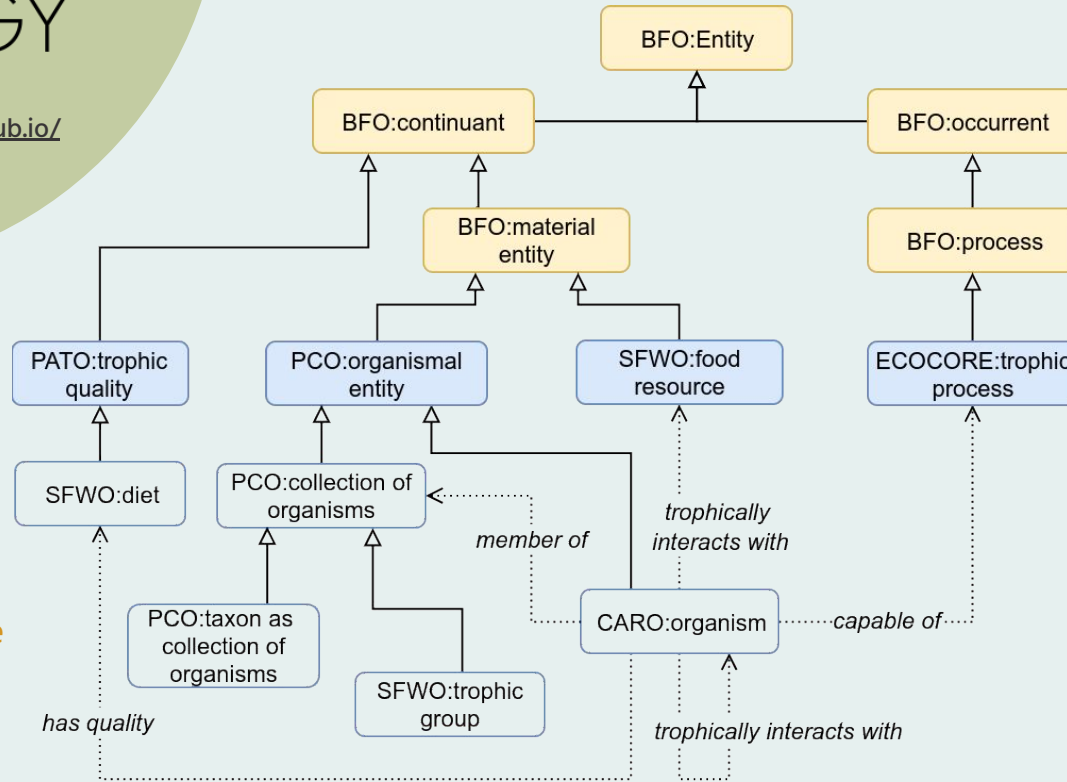 GY
ub.io/
BFO:Entity
BFO:continuant
BFO:occurrent
BFO:material
entity
BFO:process
PATO:trophic
quality
PCO:organismal
entity
SFWO:food
resource
ECOCORE:trophic
process
SFWO:diet
PCO:collection of
organisms
member of
trophically
interacts with
PCO:taxon as
collection of
organisms
CARO:organism
capable of
SFWO:trophic
group
has quality
trophically interacts with
e